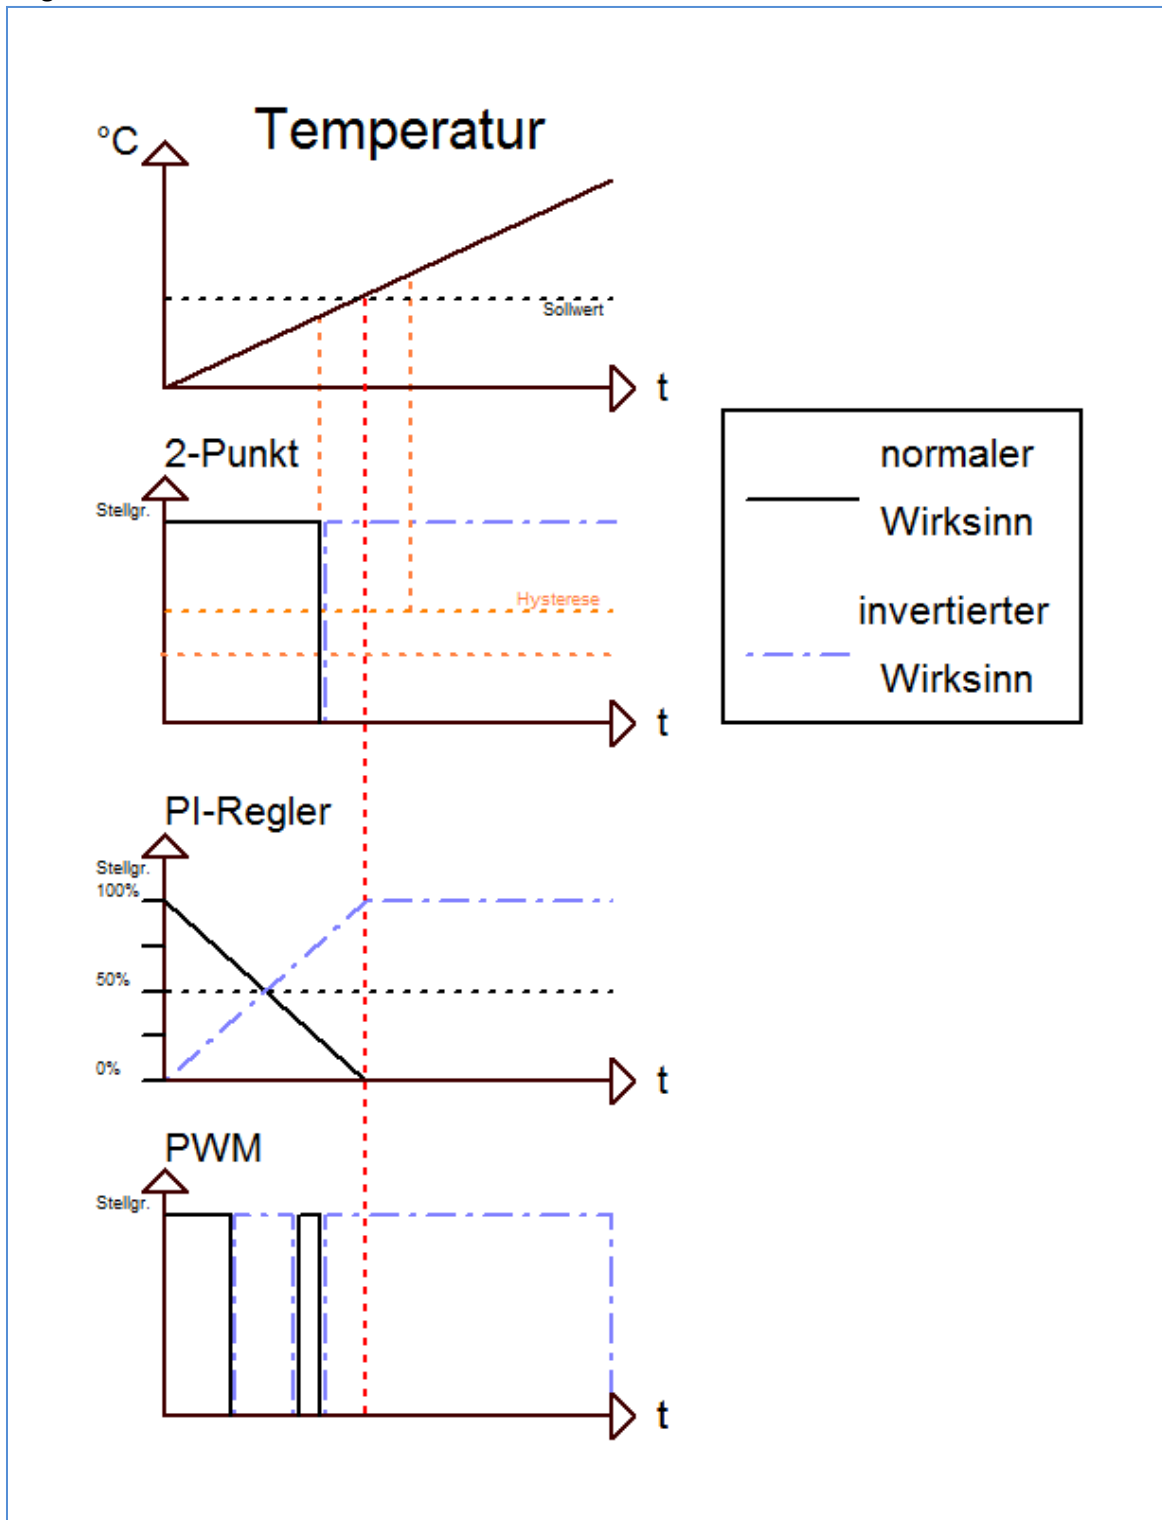 Temperatur
°C
Sollwert
t
2-Punkt
Stellgr.
Hysterese
t
normaler
Wirksinn
invertierter
Wirksinn
PI-Regler
Stellgr.
100%
50%
0%
t
PWM
Stellgr.
t